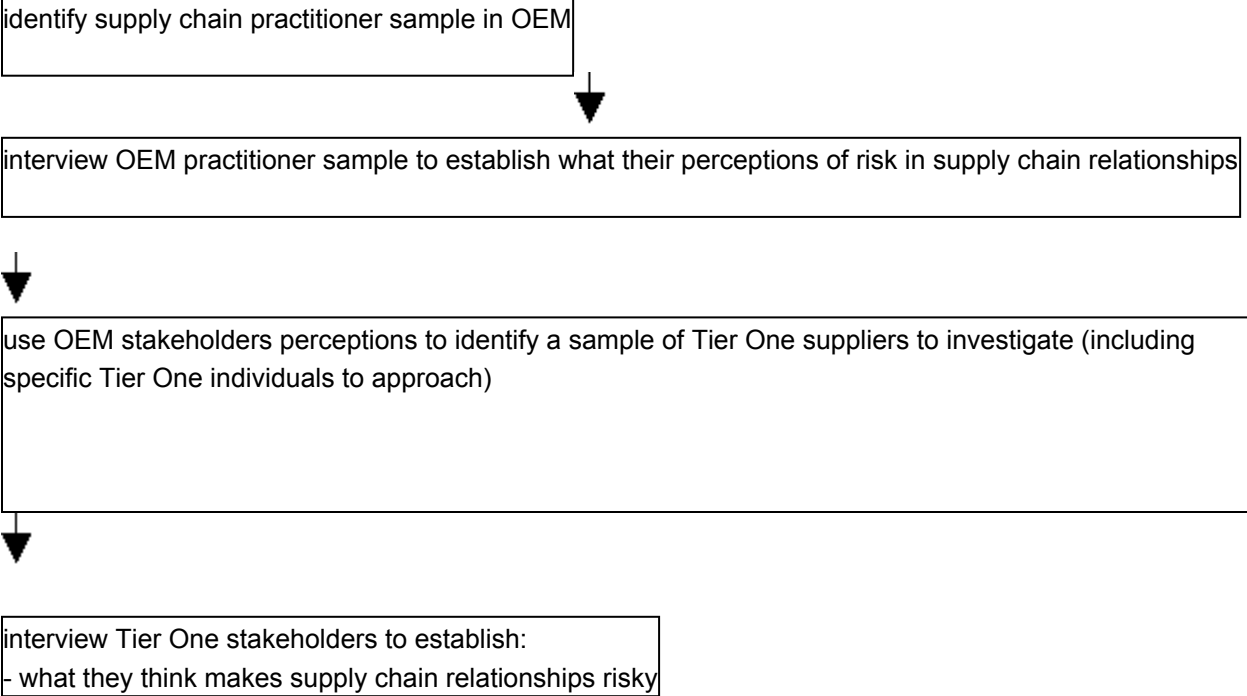 identify supply chain practitioner sample in OEM
interview OEM practitioner sample to establish what their perceptions of risk in supply chain relationships
use OEM stakeholders perceptions to identify a sample of Tier One suppliers to investigate (including
specific Tier One individuals to approach)
interview Tier One stakeholders to establish:
- what they think makes supply chain relationships risky